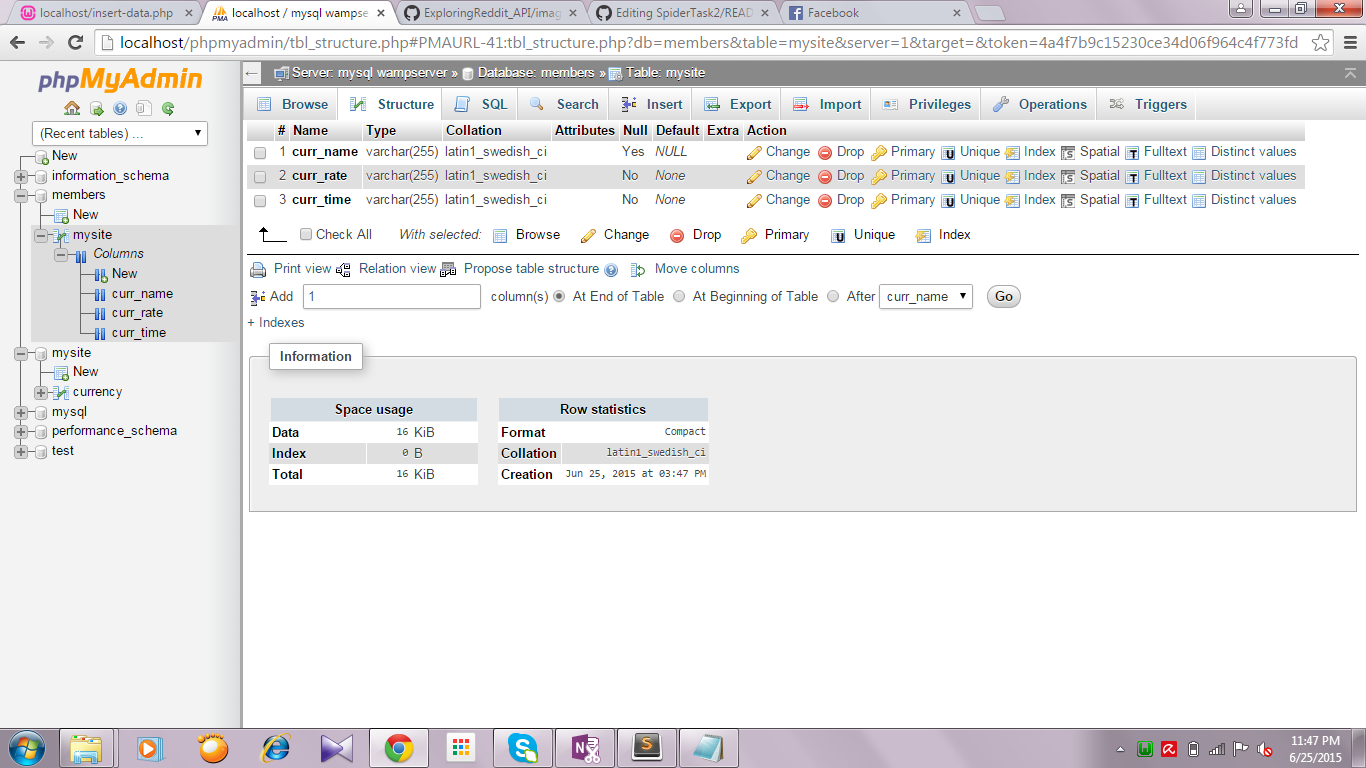 localhost/insert-data.php
localhost / mysql wampse
ExploringReddit_API/imag
Editing SpiderTask2/READ
Facebook
localhost/phpmyadmin/tbl_structure.php#PMAURL-41:tbl_structure.php?db=members&table=mysite&server=1&target=&token=4a4f7b9c15230ce34d06f964c4f773fd
phpMyAdmin
(Recent tables) ...
New
information_schema
members
New
mysite
Columns
New
curr_name
curr_rate
curr_time
mysite
New
currency
mysql
performance_schema
test
Server: mysql wampserver » Database: members » Table: mysite
Browse Structure SQL Search Insert Export Import Privileges Operations Triggers
# Name Type Collation Attributes Null Default Extra Action
1 curr_name varchar(255) latin1_swedish_ci Yes NULL Change Drop Primary Unique Index Spatial Fulltext Distinct values
2 curr_rate varchar(255) latin1_swedish_ci No None Change Drop Primary Unique Index Spatial Fulltext Distinct values
3 curr_time varchar(255) latin1_swedish_ci No None Change Drop Primary Unique Index Spatial Fulltext Distinct values
Check All With selected: Browse Change Drop Primary Unique Index
Print view Relation view Propose table structure Move columns
Add 1 column(s) At End of Table At Beginning of Table After curr_name Go
+ Indexes
Information
Space usage
Data 16 KiB
Index 0 B
Total 16 KiB
Row statistics
Format Compact
Collation latin1_swedish_ci
Creation Jun 25, 2015 at 03:47 PM
11:47 PM
6/25/2015